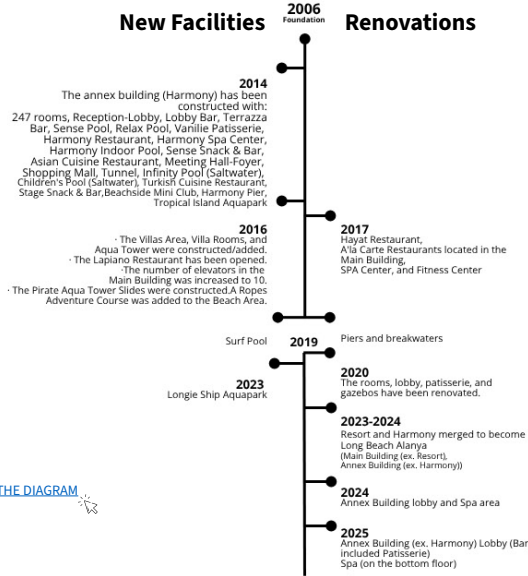 2006
Foundation
New Facilities
Renovations
2014
The annex building (Harmony) has been
constructed with:
247 rooms, Reception-Lobby, Lobby Bar, Terrazza
Bar, Sense Pool, Relax Pool, Vanilie Patisserie,
Harmony Restaurant, Harmony Spa Center,
Harmony Indoor Pool, Sense Snack & Bar,
Asian Cuisine Restaurant, Meeting Hall-Foyer,
Shopping Mall, Tunnel, Infinity Pool (Saltwater),
Children's Pool (Saltwater), Turkish Cuisine Restaurant,
Stage Snack & Bar,Beachside Mini Club, Harmony Pier,
Tropical Island Aquapark
2016
· The Villas Area, Villa Rooms, and
Aqua Tower were constructed/added.
· The Lapiano Restaurant has been opened.
·The number of elevators in the
Main Building was increased to 10.
· The Pirate Aqua Tower Slides were constructed.A Ropes
Adventure Course was added to the Beach Area.
2017
Hayat Restaurant,
A'la Carte Restaurants located in the
Main Building,
SPA Center, and Fitness Center
Surf Pool
2019
Piers and breakwaters
2023
Longie Ship Aquapark
2020
The rooms, lobby, patisserie, and
gazebos have been renovated.
2023-2024
Resort and Harmony merged to become
Long Beach Alanya
(Main Building (ex. Resort),
Annex Building (ex. Harmony))
THE DIAGRAM
2024
Annex Building lobby and Spa area
2025
Annex Building (ex. Harmony) Lobby (Bar
included Patisserie)
Spa (on the bottom floor)